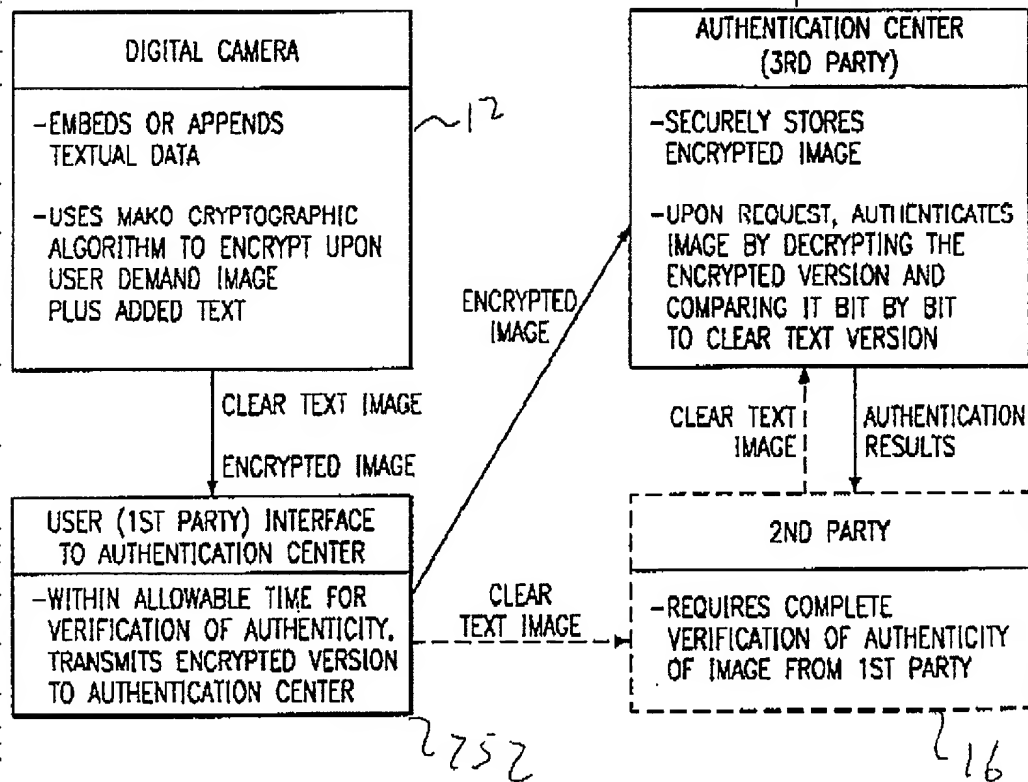 DIGITAL CAMERA
-EMBEDS OR APPENDS
TEXTUAL DATA
-USES MAKO CRYPTOGRAPHIC
ALGORITHM TO ENCRYPT UPON
USER DEMAND IMAGE
PLUS ADDED TEXT
12
AUTHENTICATION CENTER
(3RD PARTY)
-SECURELY STORES
ENCRYPTED IMAGE
-UPON REQUEST, AUTHENTICATES
IMAGE BY DECRYPTING THE
ENCRYPTED VERSION AND
COMPARING IT BIT BY BIT
TO CLEAR TEXT VERSION
ENCRYPTED
IMAGE
CLEAR TEXT IMAGE
ENCRYPTED IMAGE
CLEAR TEXT
IMAGE
AUTHENTICATION
RESULTS
USER (1ST PARTY) INTERFACE
TO AUTHENTICATION CENTER
-WITHIN ALLOWABLE TIME FOR
VERIFICATION OF AUTHENTICITY.
TRANSMITS ENCRYPTED VERSION
TO AUTHENTICATION CENTER
CLEAR
TEXT IMAGE
2ND PARTY
-REQUIRES COMPLETE
VERIFICATION OF AUTHENTICITY
OF IMAGE FROM 1ST PARTY
252
16